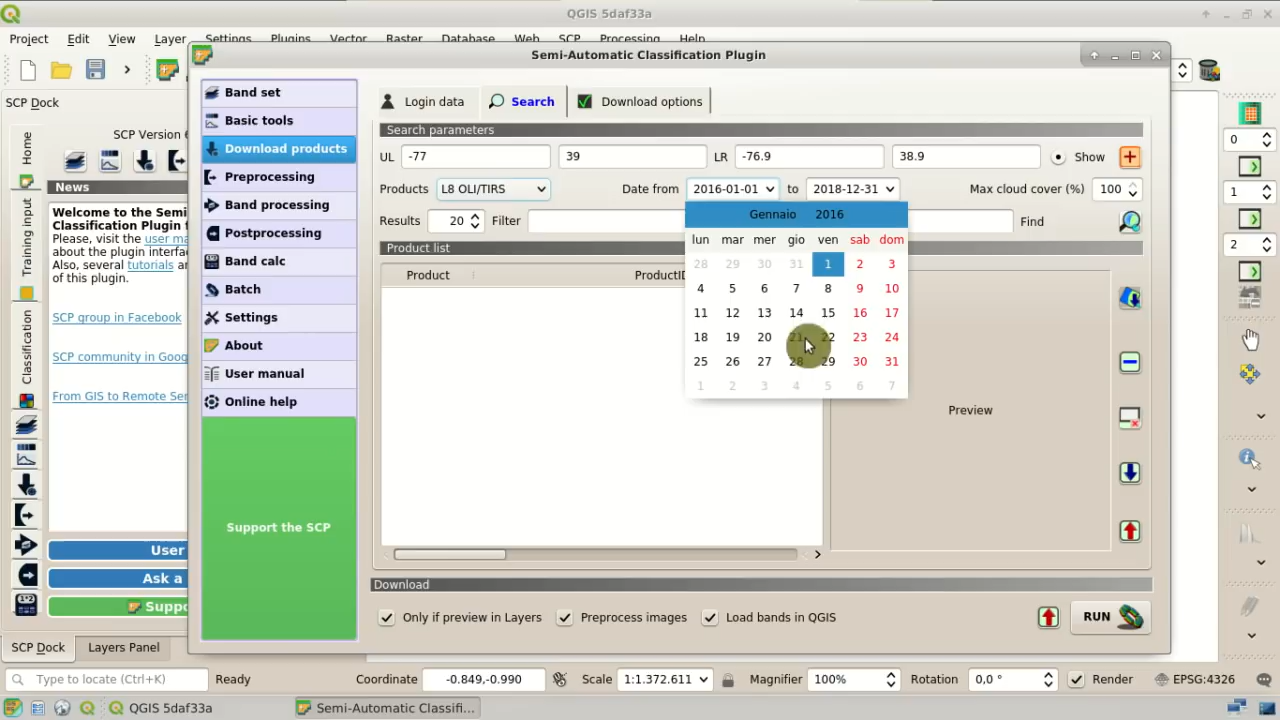 QGIS 5daf33a
Project Edit View Layer Settings Plugins Vector Raster Database Web SCP Processing Help
Semi-Automatic Classification Plugin
SCP Dock
SCP Version 6
News
Welcome to the Semi
Classification Plugin f
Please, visit the user ma
about the plugin interfac
Also, several tutorials ar
of this plugin.
SCP group in Facebook
SCP community in Goog
From GIS to Remote Ser
User
Ask a
Suppo
SCP Dock Layers Panel
Home
Training input
Classification
Band set
Basic tools
Download products
Preprocessing
Band processing
Postprocessing
Band calc
Batch
Settings
About
User manual
Online help
Support the SCP
Login data Search Download options
Search parameters
UL -77 39 LR -76.9 38.9 Show
Products L8 OLI/TIRS Date from 2016-01-01 to 2018-12-31 Max cloud cover (%) 100
Results 20 Filter Find
Gennaio 2016
lun mar mer gio ven sab dom
28 29 30 31 1 2 3
4 5 6 7 8 9 10
11 12 13 14 15 16 17
18 19 20 21 22 23 24
25 26 27 28 29 30 31
1 2 3 4 5 6 7
Product list
Product ProductID
Preview
Download
Only if preview in Layers Preprocess images Load bands in QGIS RUN
0
1
2
Type to locate (Ctrl+K) Ready Coordinate -0.849,-0.990 Scale 1:1.372.611 Magnifier 100% Rotation 0,0 ° Render EPSG:4326
QGIS 5daf33a Semi-Automatic Classifi...